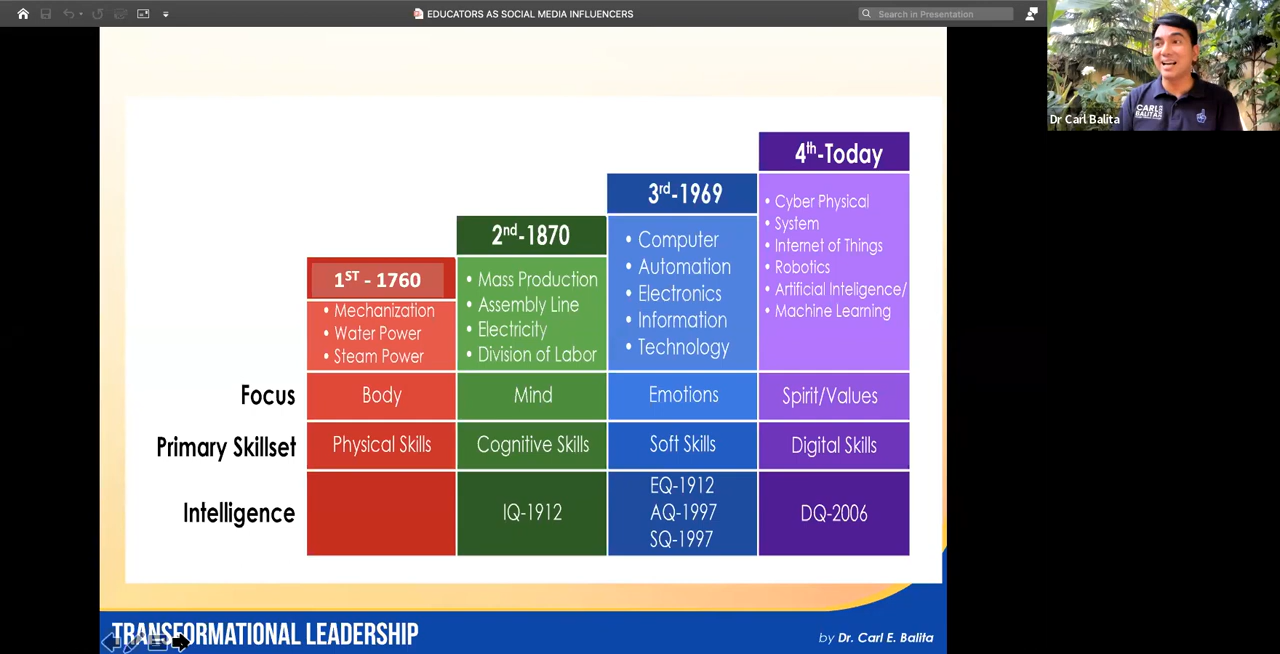 EDUCATORS AS SOCIAL MEDIA INFLUENCERS
Search in Presentation
CARL
BALITA
Dr Carl Balita
1ST - 1760
• Mechanization
• Water Power
• Steam Power
2nd-1870
• Mass Production
• Assembly Line
• Electricity
• Division of Labor
3rd-1969
• Computer
• Automation
• Electronics
• Information
• Technology
4th-Today
• Cyber Physical
• System
• Internet of Things
• Robotics
• Artificial Inteligence/
• Machine Learning
Focus Body Mind Emotions Spirit/Values
Primary Skillset Physical Skills Cognitive Skills Soft Skills Digital Skills
Intelligence IQ-1912 EQ-1912 AQ-1997 SQ-1997 DQ-2006
TRANSFORMATIONAL LEADERSHIP
by Dr. Carl E. Balita